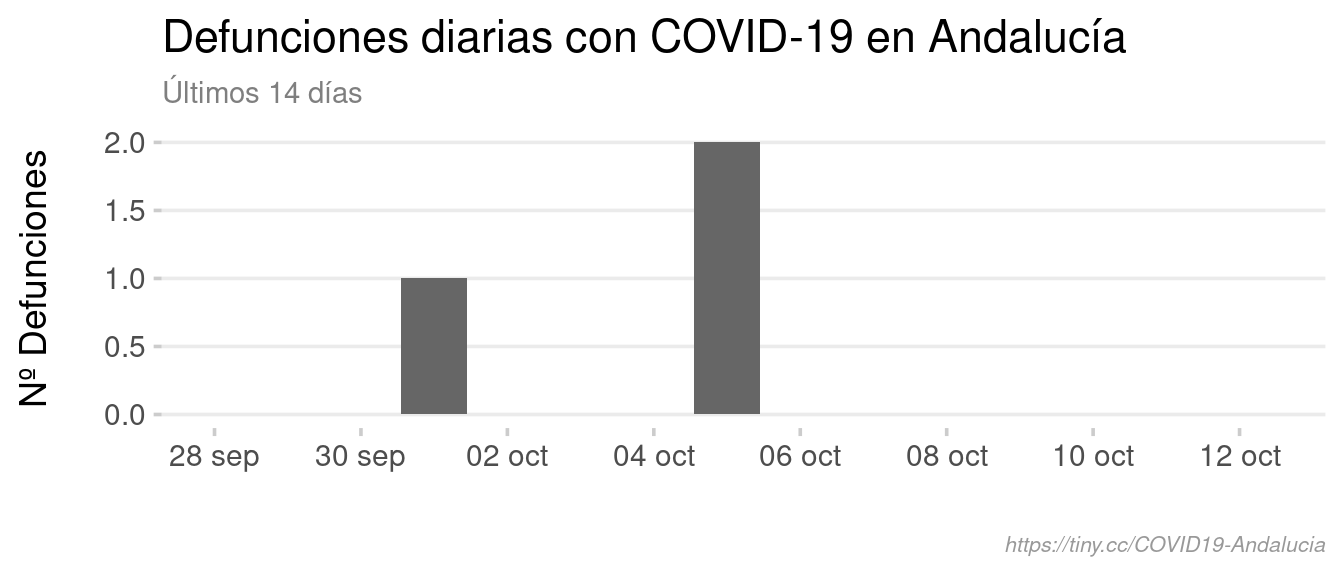 Defunciones diarias con COVID-19 en Andalucía
Últimos 14 días
Nº Defunciones
2.0
1.5
1.0
0.5
0.0
28 sep 30 sep 02 oct 04 oct 06 oct 08 oct 10 oct 12 oct
https://tiny.cc/COVID19-Andalucia